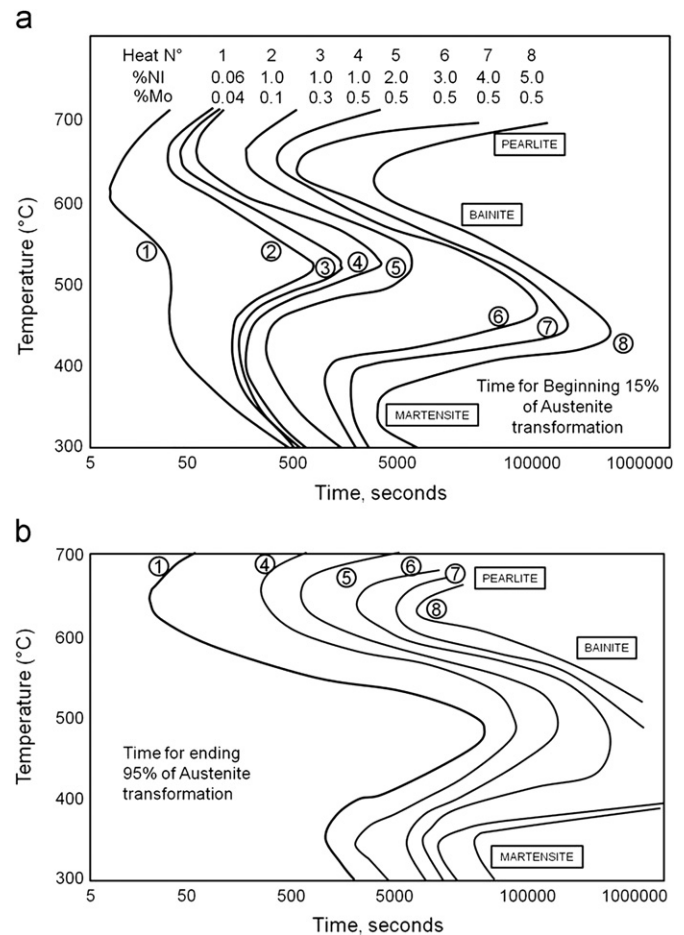 a
Heat N° 1 2 3 4 5 6 7 8
%NI 0.06 1.0 1.0 1.0 2.0 3.0 4.0 5.0
%Mo 0.04 0.1 0.3 0.5 0.5 0.5 0.5 0.5
700
PEARLITE
600
BAINITE
1 2 3 4 5
500
6 7 8
400
Temperature (°C)
Time for Beginning 15%
of Austenite
transformation
MARTENSITE
300
5 50 500 5000 100000 1000000
Time, seconds
b
700
1 4 5 6 7
PEARLITE
8
600
BAINITE
500
Temperature (°C)
Time for ending
95% of Austenite
transformation
400
MARTENSITE
300
5 50 500 5000 100000 1000000
Time, seconds